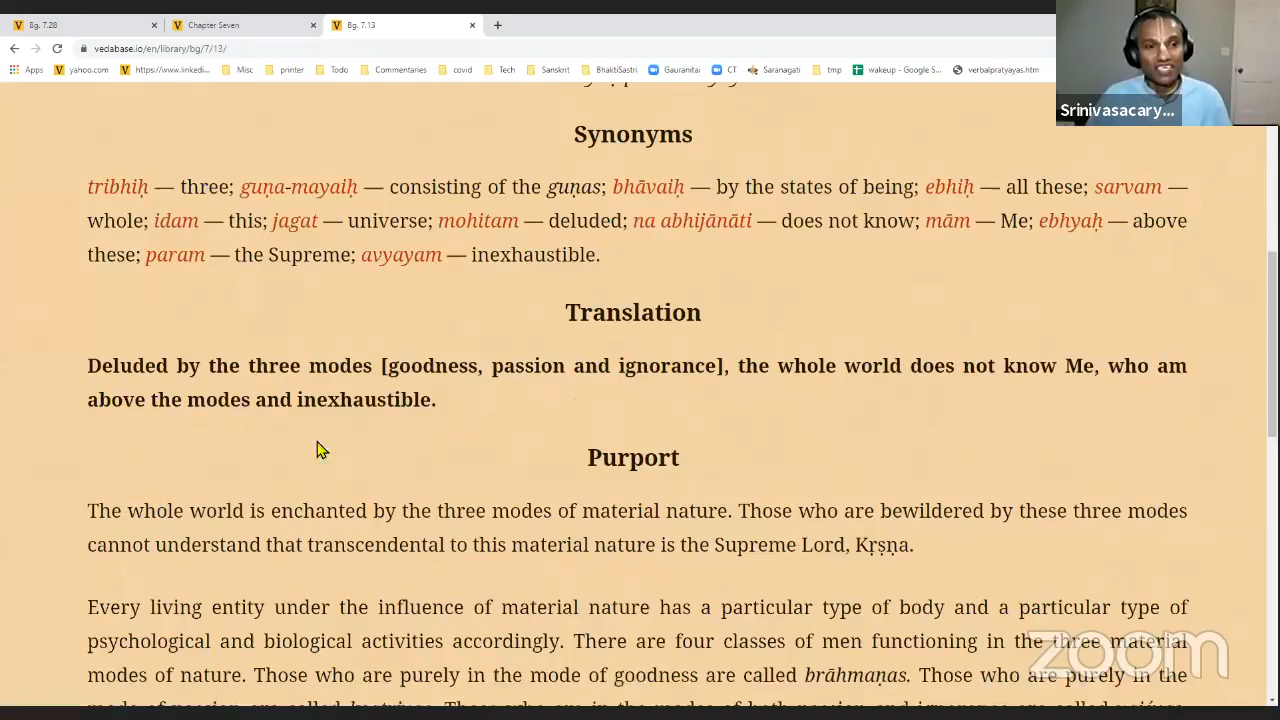 Bg. 7.28
Chapter Seven
Bg. 7.13
vedabase.io/en/library/bg/7/13/
Apps yahoo.com https://www.linkedi... Misc printer Todo Commentaries covid Tech Sanskrit BhaktiSastri Gauranitai CT Saranagati tmp wakeup - Google S... verbalpratyayas.htm
Srinivasacary...
Synonyms
tribhiḥ — three; guṇa-mayaiḥ — consisting of the guṇas; bhāvaiḥ — by the states of being; ebhiḥ — all these; sarvam —
whole; idam — this; jagat — universe; mohitam — deluded; na abhijānāti — does not know; mām — Me; ebhyaḥ — above
these; param — the Supreme; avyayam — inexhaustible.
Translation
Deluded by the three modes [goodness, passion and ignorance], the whole world does not know Me, who am
above the modes and inexhaustible.
Purport
The whole world is enchanted by the three modes of material nature. Those who are bewildered by these three modes
cannot understand that transcendental to this material nature is the Supreme Lord, Kṛṣṇa.
Every living entity under the influence of material nature has a particular type of body and a particular type of
psychological and biological activities accordingly. There are four classes of men functioning in the three material
modes of nature. Those who are purely in the mode of goodness are called brāhmaṇas. Those who are purely in the
zoom